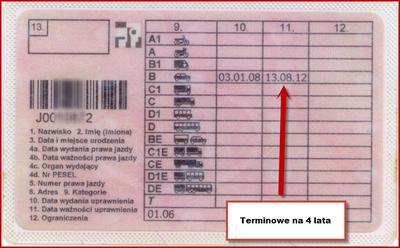 13.
9. 10. 11. 12.
A1
A
B1
B 03.01.08 13.08.12
C1
C
D1
D
BE
C1E
CE
D1E
DE
T
01.06
1. Nazwisko 2. Imię (Imiona)
3. Data i miejsce urodzenia
4a. Data wydania prawa jazdy
4b. Data ważności prawa jazdy
4c. Organ wydający
4d. Nr PESEL
5. Numer prawa jazdy
8. Adres 9. Kategorie
10. Data wydania uprawnienia
11. Data ważności uprawnienia
12. Ograniczenia
Terminowe na 4 lata